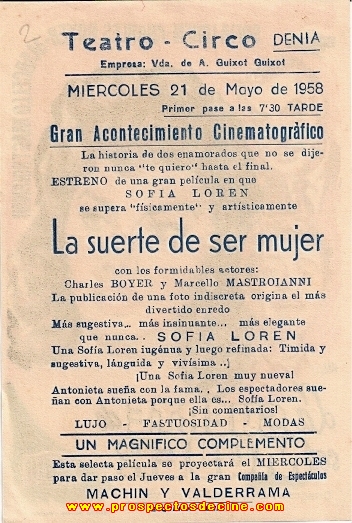 2
Teatro - Circo DENIA
Empresa: Vda. de A. Guixot Guixot
MIERCOLES 21 de Mayo de 1958
Primer pase a las 7'30 TARDE
Gran Acontecimiento Cinematogràfico
La historia de dos enamorados que no se dije-
ron nunca "te quiero" hasta el final.
ESTRENO de una gran película en que
SOFIA LOREN
se supera "físicamente" y artísticamente
La suerte de ser mujer
con los formidables actores:
Charles BOYER y Marcello MASTROIANNI
La publicación de una foto indiscreta origina el más
divertido enredo
Más sugestiva... más insinuante... más elegante
que nunca.. SOFIA LOREN
Una Sofía Loren iugénua y luego refinada: Timida y
sugestiva, lánguida y vivísima ..¡
¡Una Sofia Loren muy nueva!
Antonieta sueña con la fama. . Los espectadores sue-
ñan con Antonieta porque ella es... Sofía Loren.
¡Sin comentarios!
LUJO - FASTUOSIDAD - MODAS
UN MAGNIFICO COMPLEMENTO
Esta selecta película se proyectará el MIERCOLES
para dar paso el Jueves a la gran Compañía de Espectáculos
MACHIN Y VALDERRAMA
www.prospectosdecine.com